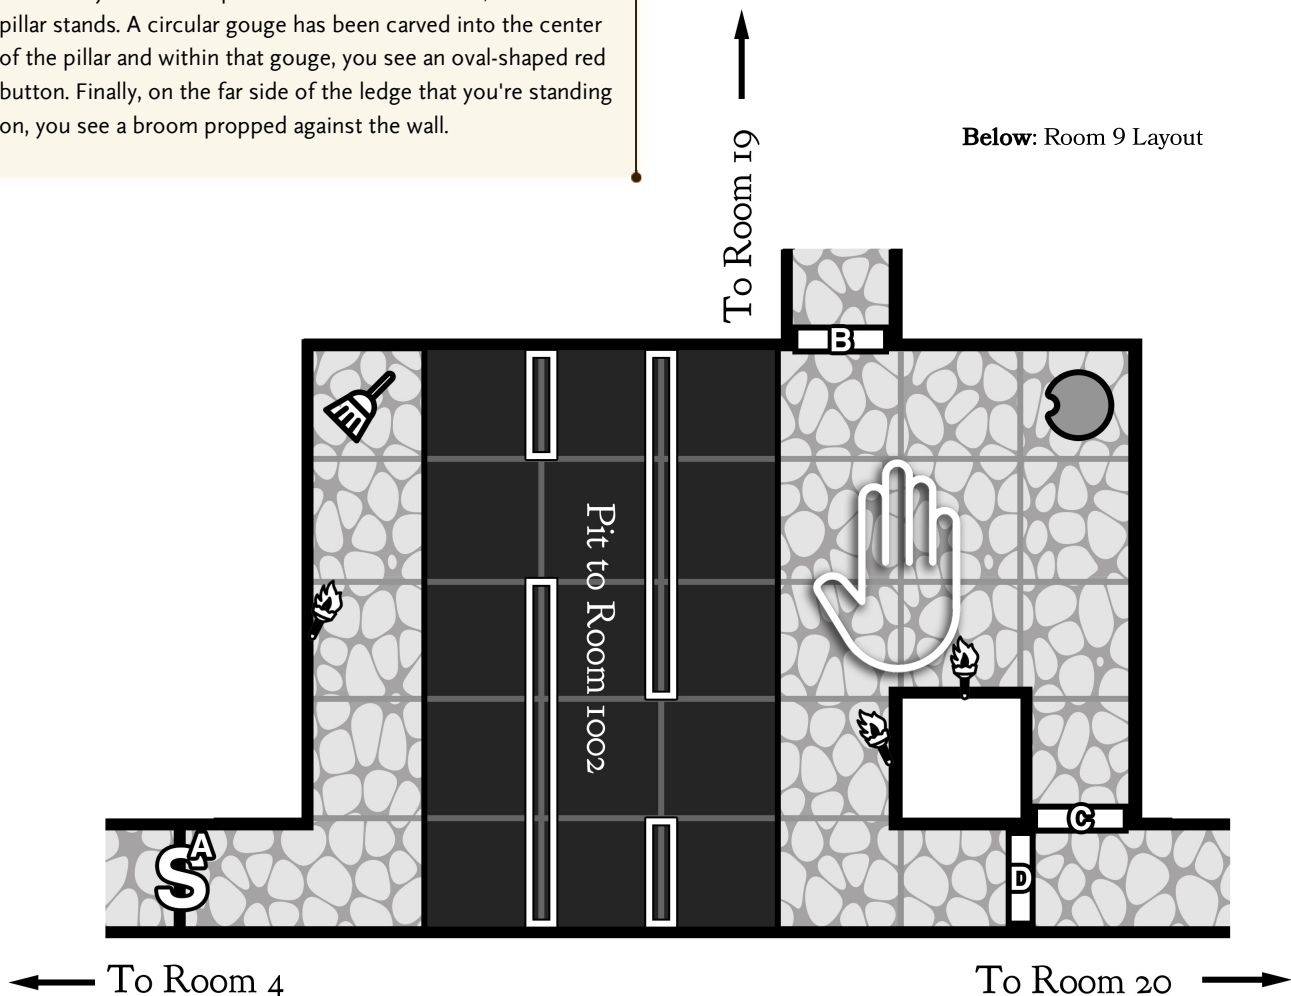 pillar stands. A circular gouge has been carved into the center
of the pillar and within that gouge, you see an oval-shaped red
button. Finally, on the far side of the ledge that you're standing
on, you see a broom propped against the wall.
To Room 19
Below: Room 9 Layout
B
Pit to Room 1002
A
S
C
D
To Room 4
To Room 20